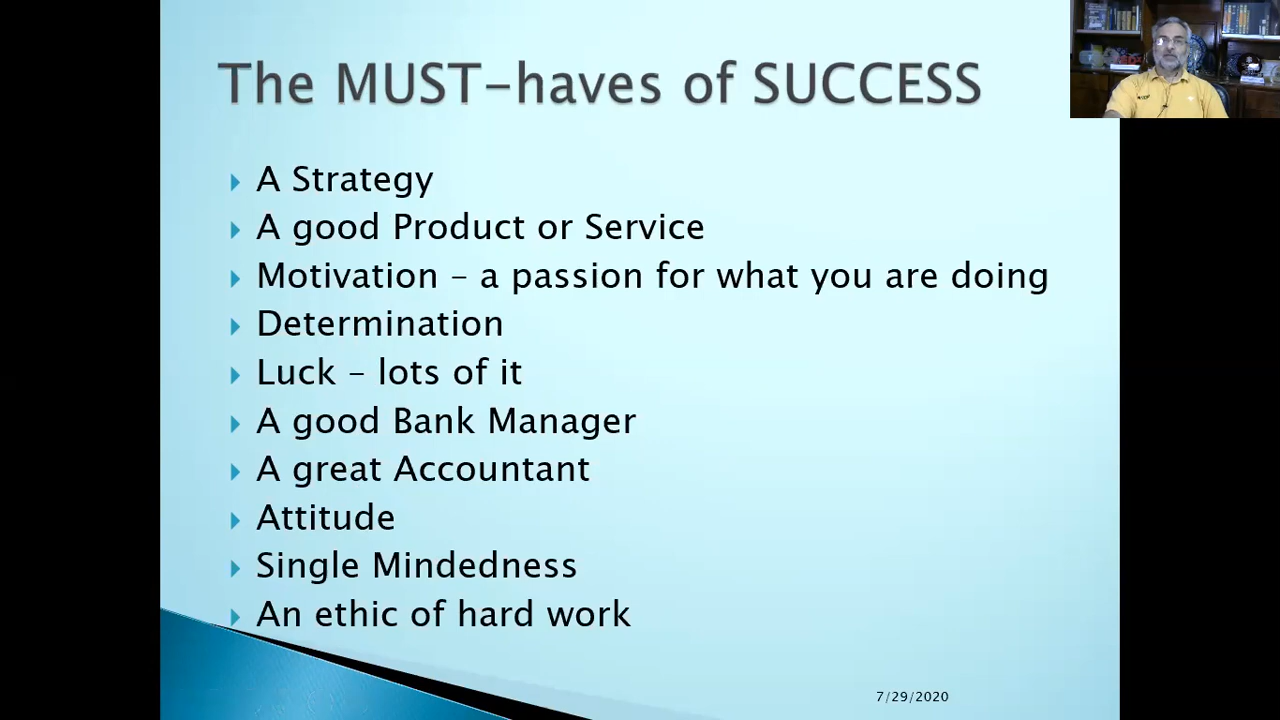 The MUST-haves of SUCCESS
A Strategy
A good Product or Service
Motivation – a passion for what you are doing
Determination
Luck – lots of it
A good Bank Manager
A great Accountant
Attitude
Single Mindedness
An ethic of hard work
7/29/2020